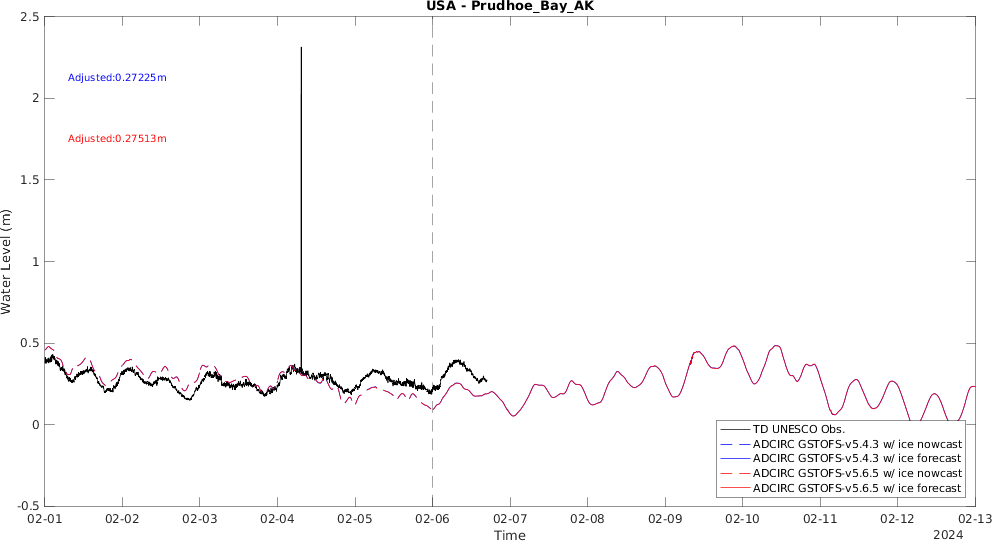 USA - Prudhoe_Bay_AK
2.5
2
1.5
1
0.5
0
-0.5
Water Level (m)
Adjusted:0.27225m
Adjusted:0.27513m
TD UNESCO Obs.
ADCIRC GSTOFS-v5.4.3 w/ ice nowcast
ADCIRC GSTOFS-v5.4.3 w/ ice forecast
ADCIRC GSTOFS-v5.6.5 w/ ice nowcast
ADCIRC GSTOFS-v5.6.5 w/ ice forecast
02-01 02-02 02-03 02-04 02-05 02-06 02-07 02-08 02-09 02-10 02-11 02-12 02-13
Time
2024